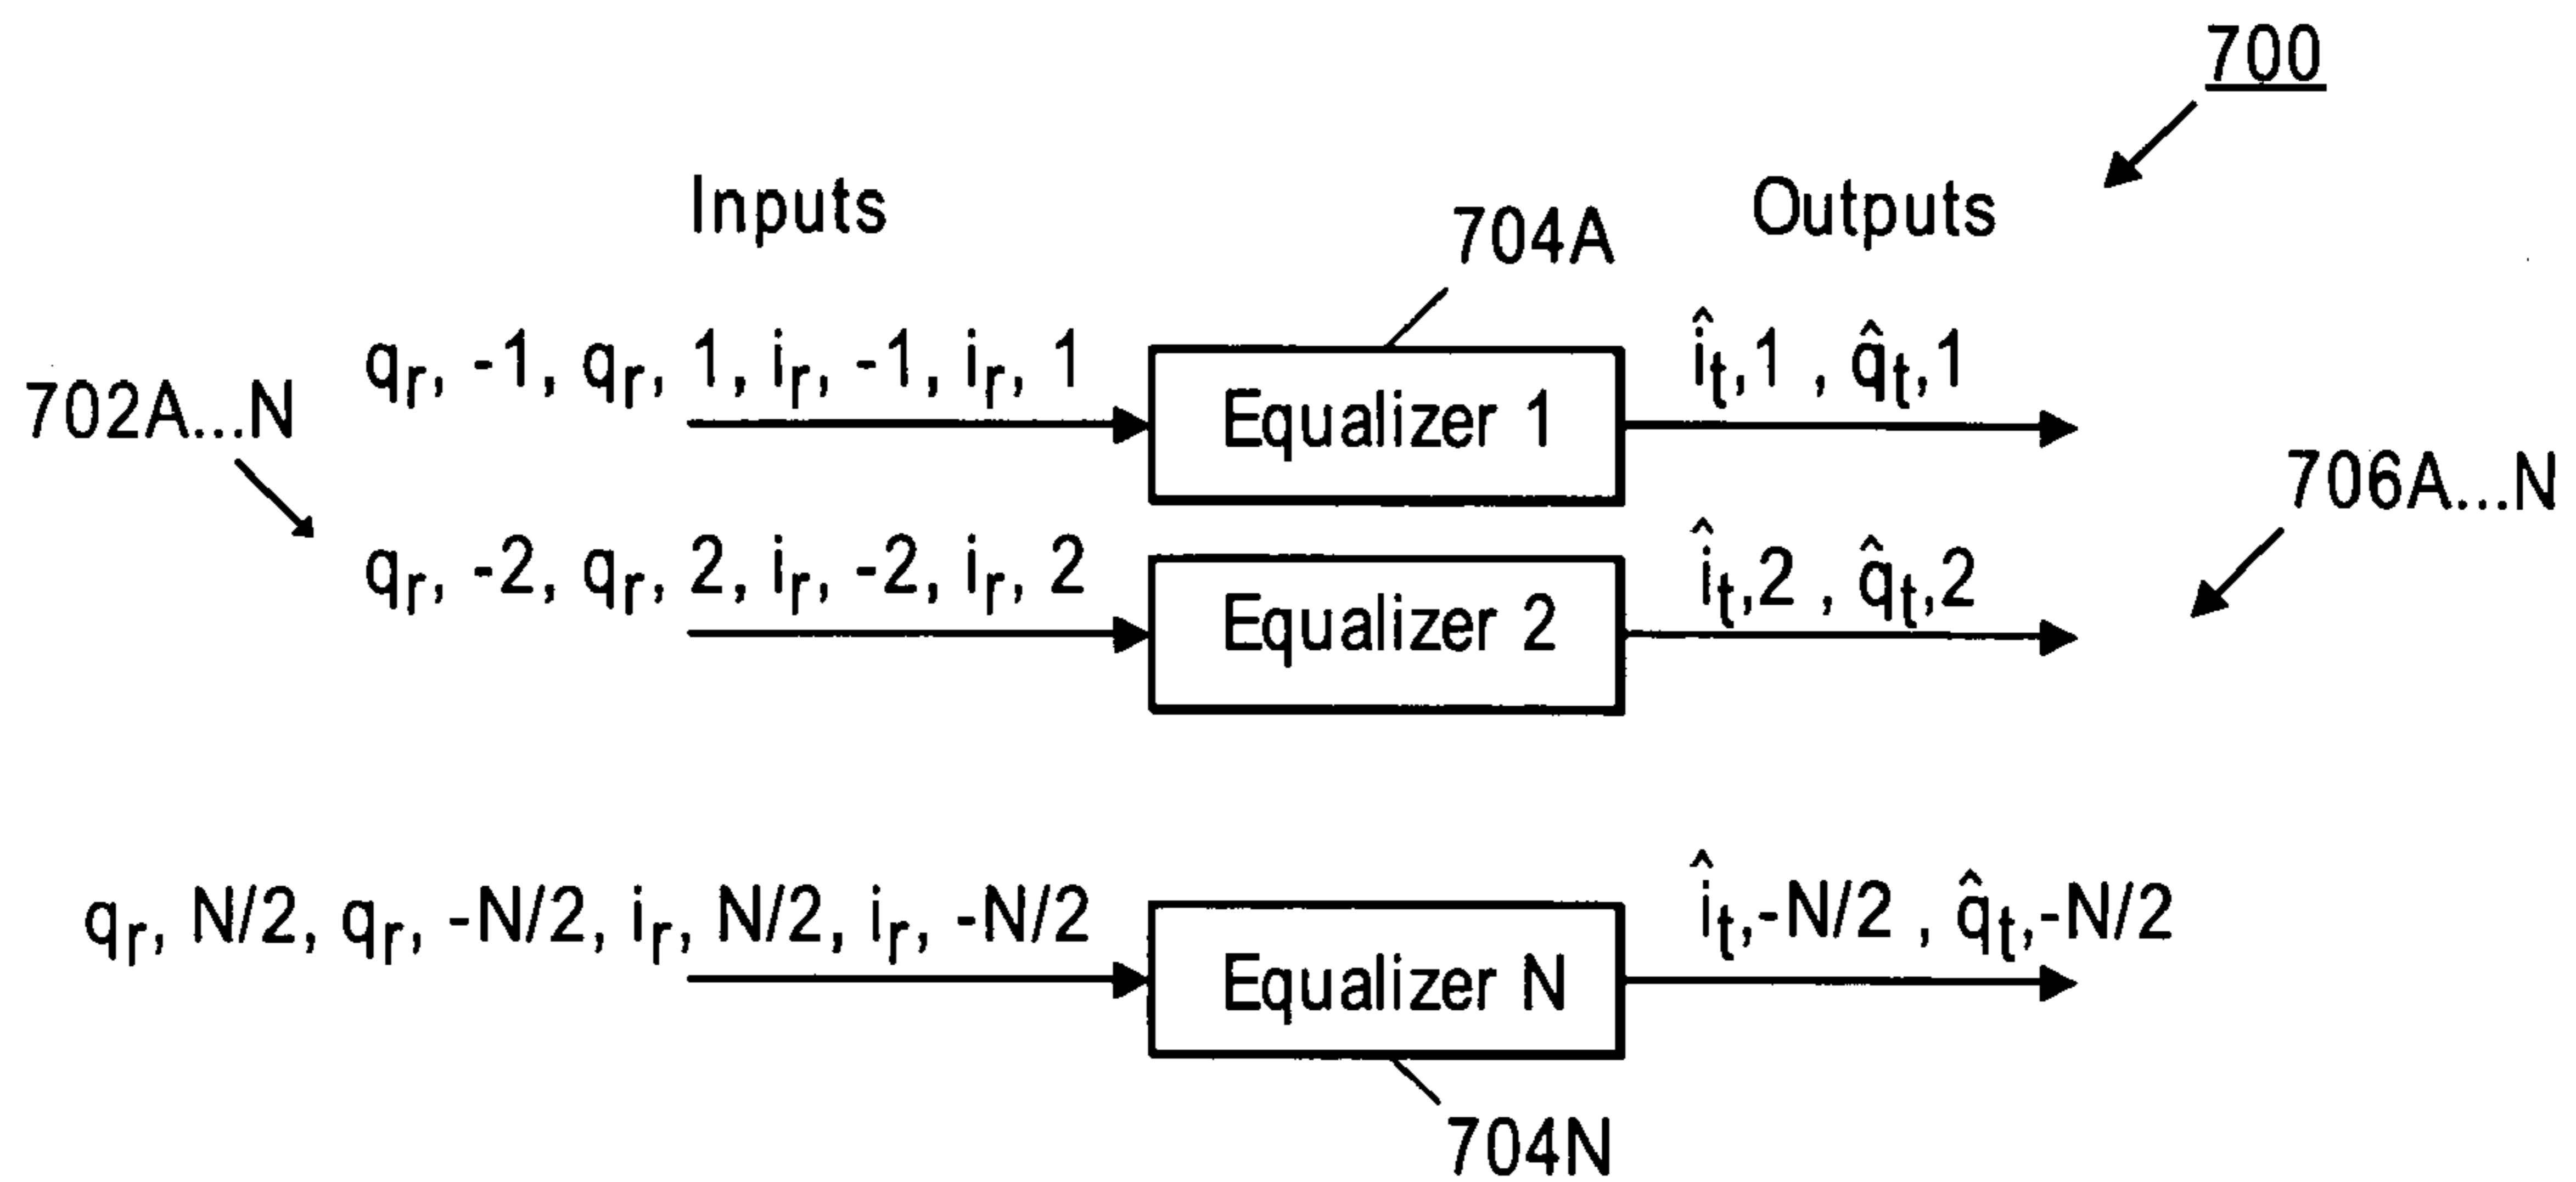 700
Inputs
704A
Outputs
qr, -1, qr, 1, ir, -1, ir, 1
Equalizer 1
ît,1 , q̂t,1
702A...N
706A...N
qr, -2, qr, 2, ir, -2, ir, 2
Equalizer 2
ît,2 , q̂t,2
qr, N/2, qr, -N/2, ir, N/2, ir, -N/2
Equalizer N
ît,-N/2 , q̂t,-N/2
704N